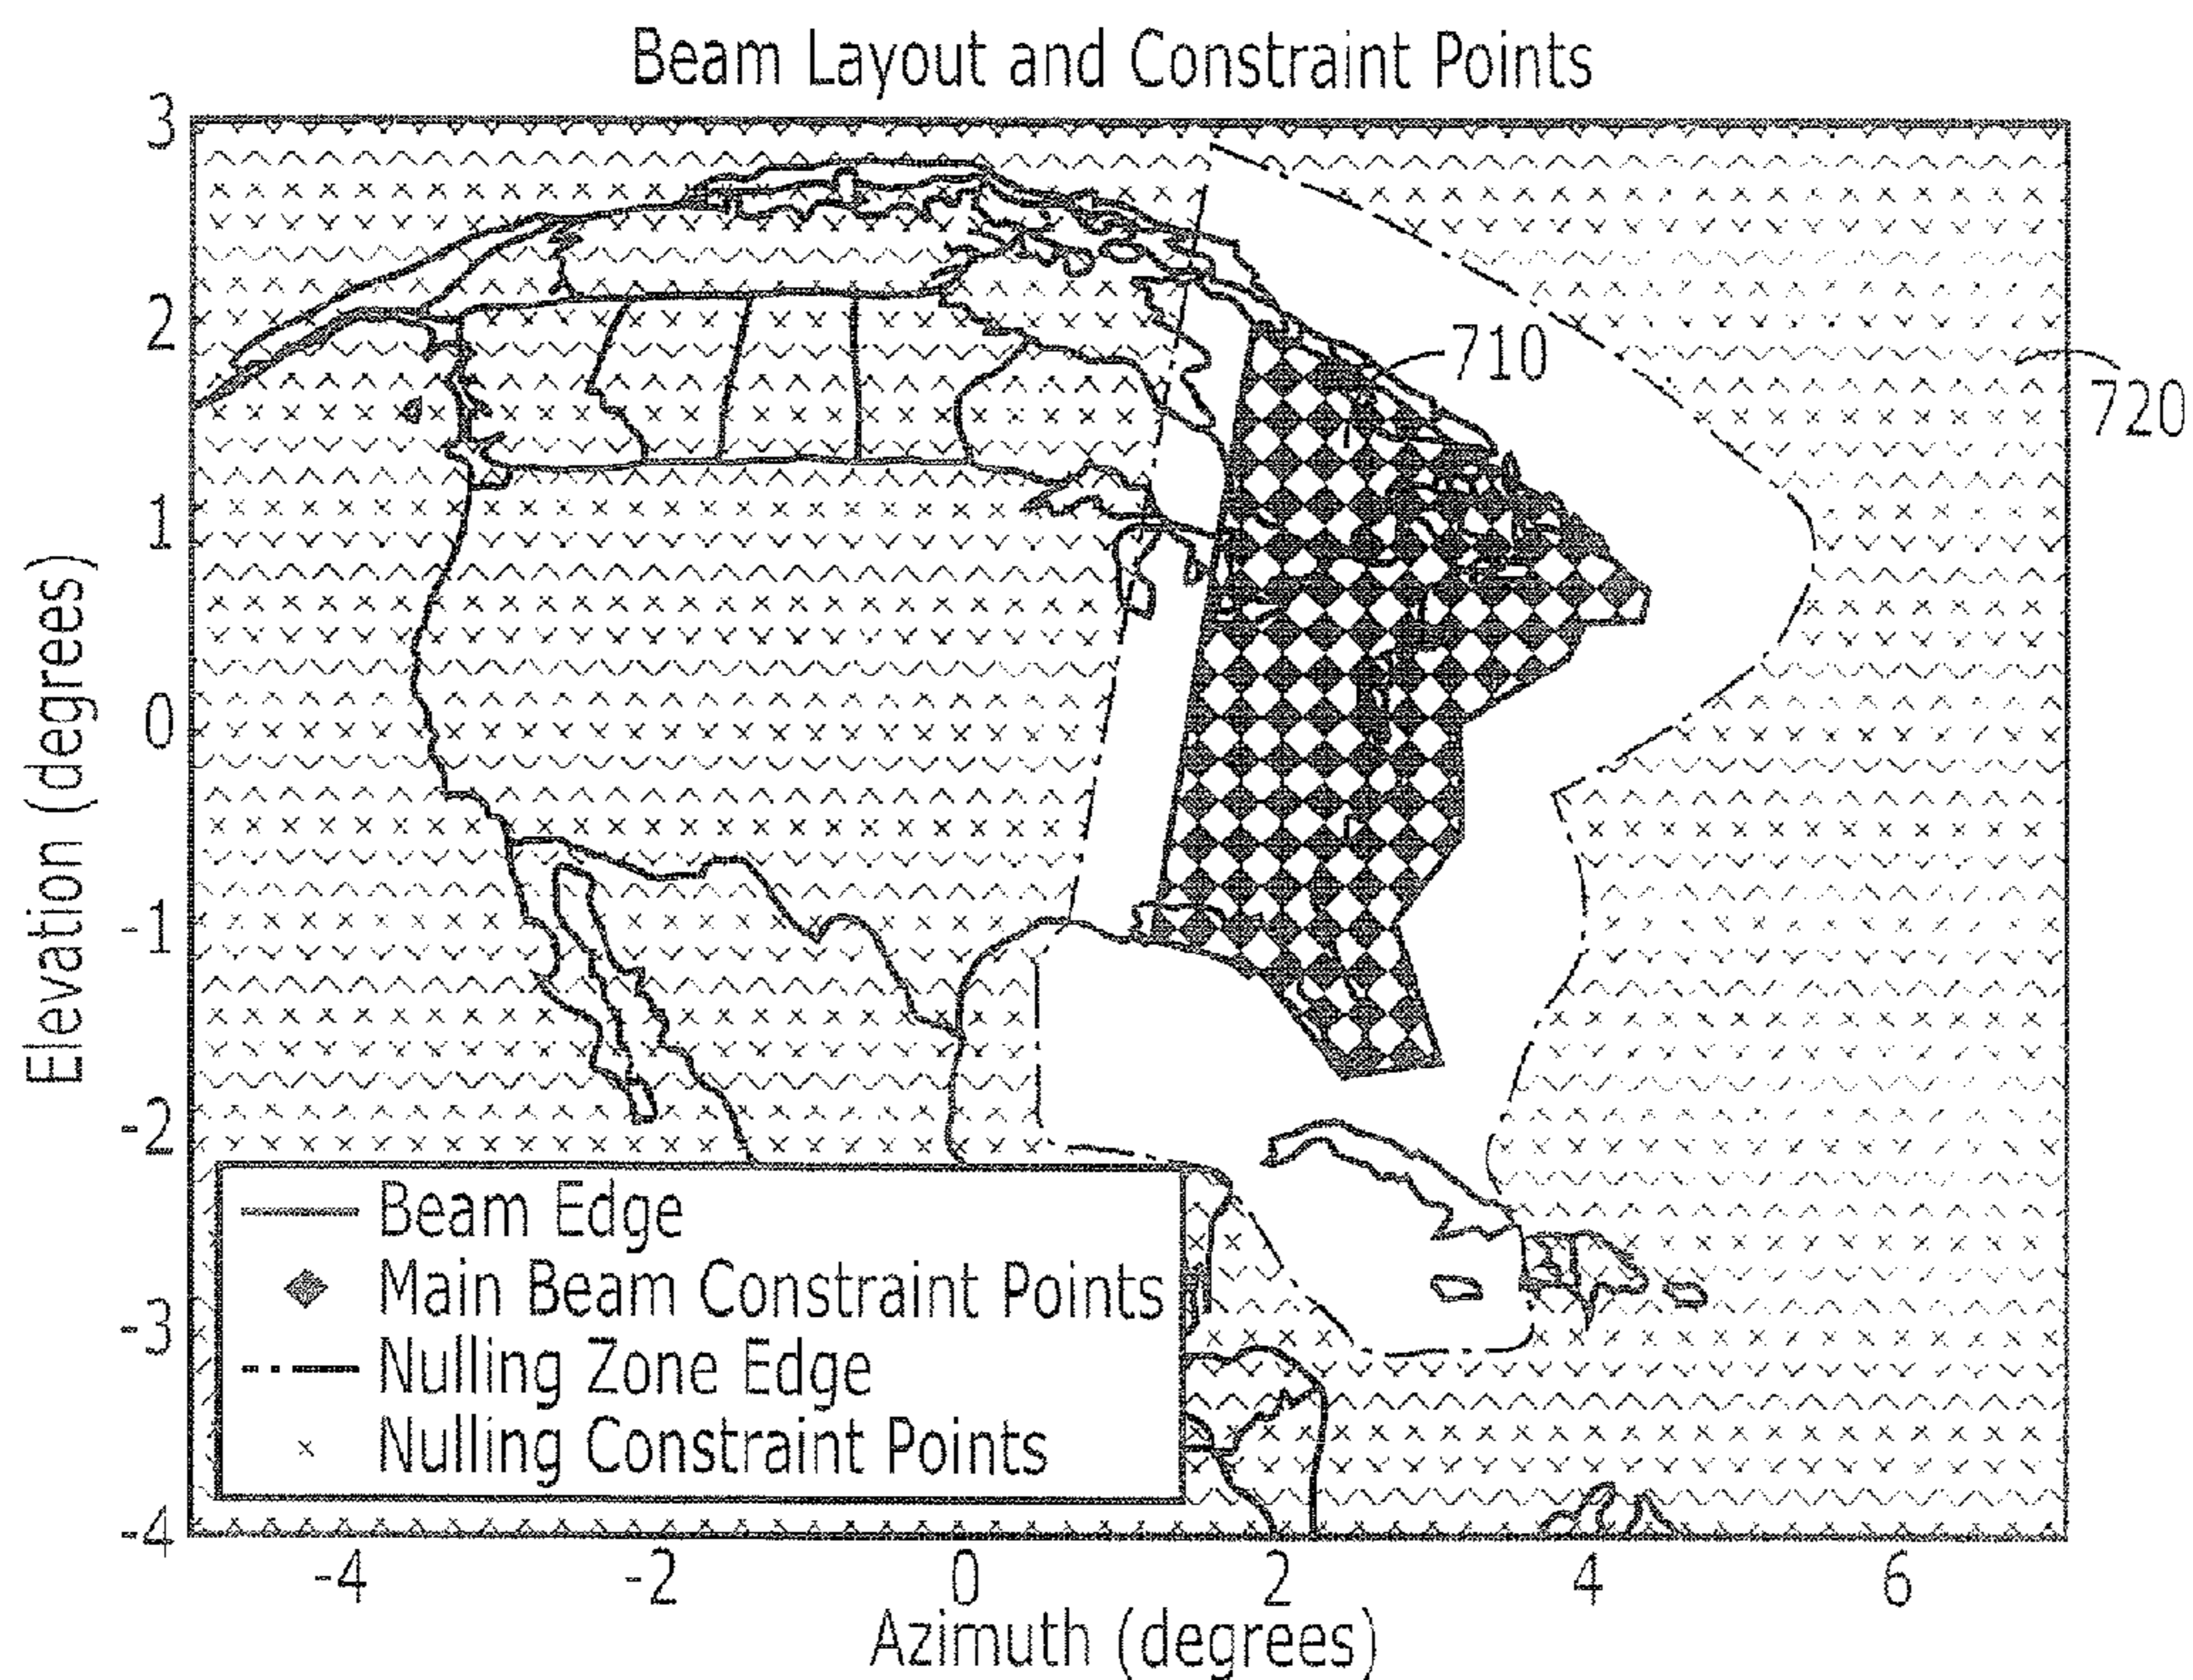 Beam Layout and Constraint Points
3
2
1
0
-1
-2
-3
-4
Elevation (degrees)
710
720
Beam Edge
Main Beam Constraint Points
Nulling Zone Edge
Nulling Constraint Points
-4 -2 0 2 4 6
Azimuth (degrees)